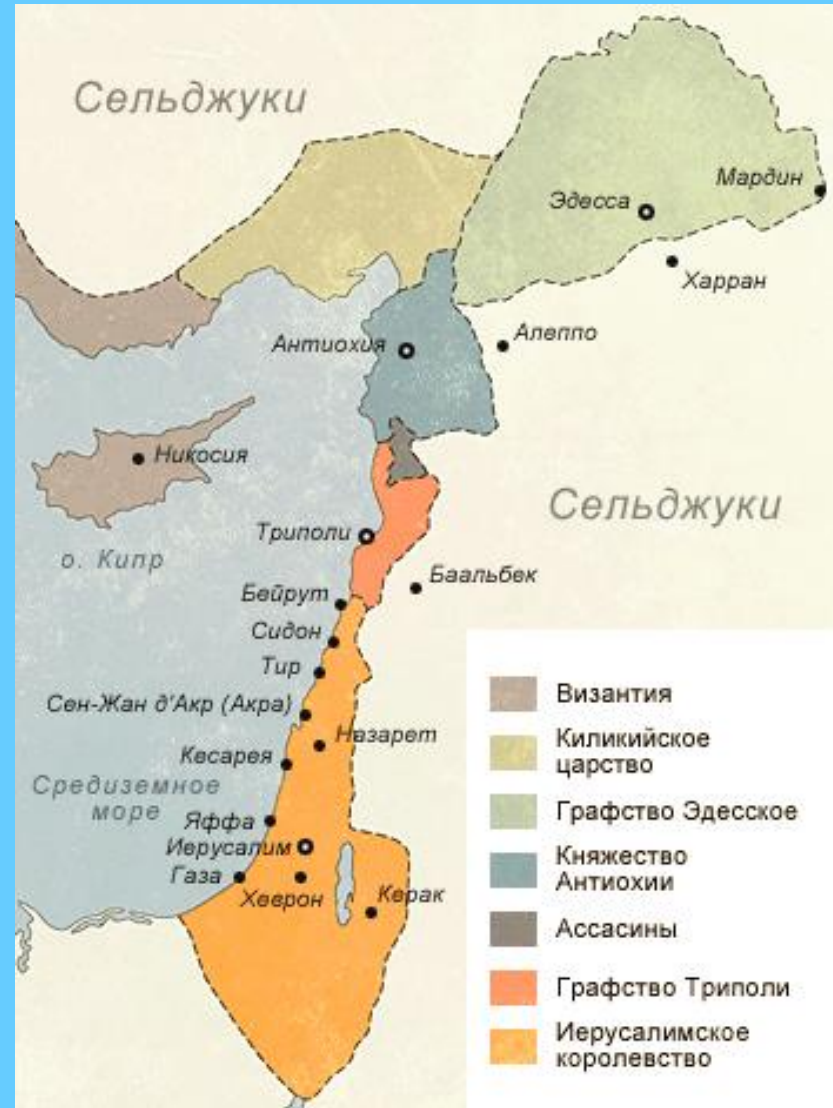 Сельджуки
Мардин
Эдесса
Харран
Антиохия
Алеппо
Никосия
Сельджуки
Триполи
о. Кипр
Баальбек
Бейрут
Сидон
Тир
Сен-Жан д'Акр (Акра)
Назарет
Кесарея
Средиземное
море
Яффа
Иерусалим
Газа
Хеврон
Керак
Византия
Киликийское
царство
Графство Эдесское
Княжество
Антиохии
Ассасины
Графство Триполи
Иерусалимское
королевство